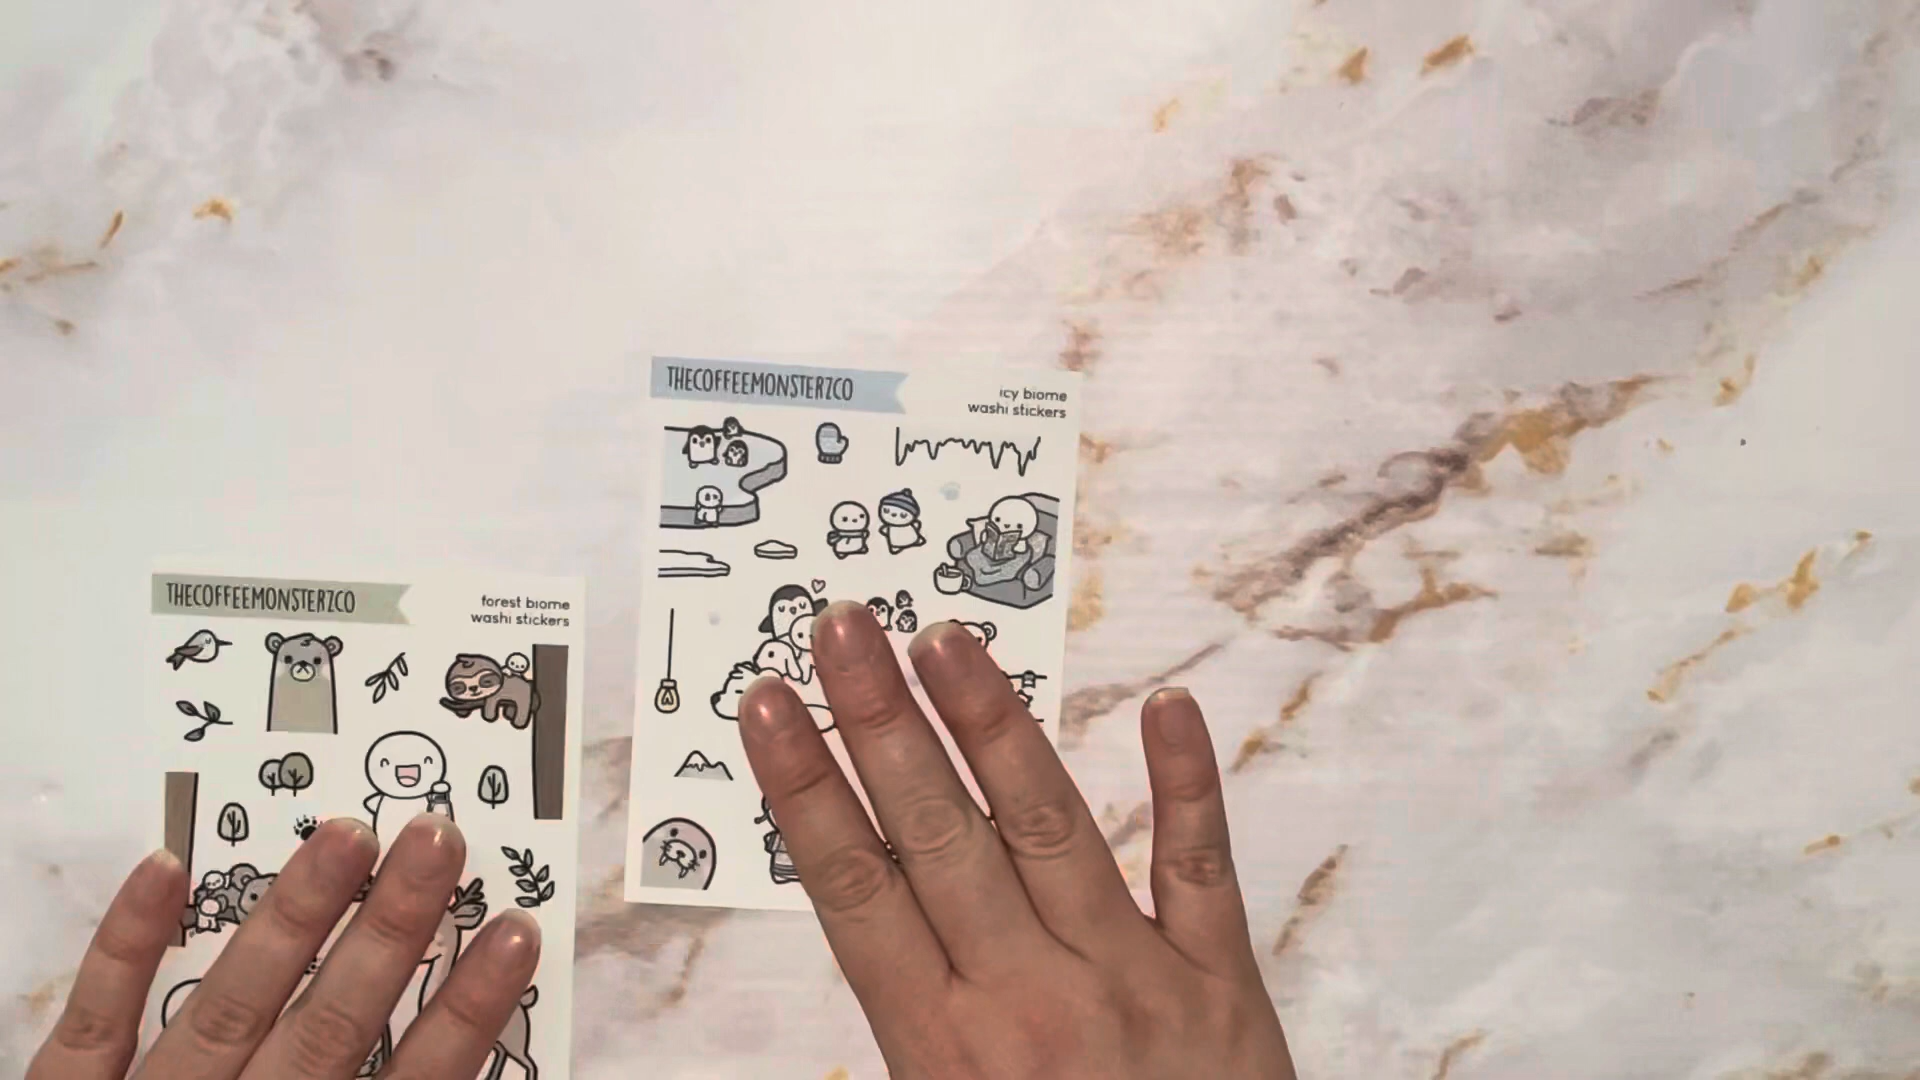 THECOFFEEMONSTERZCO
icy biome
washi stickers
THECOFFEEMONSTERZCO
forest biome
washi stickers